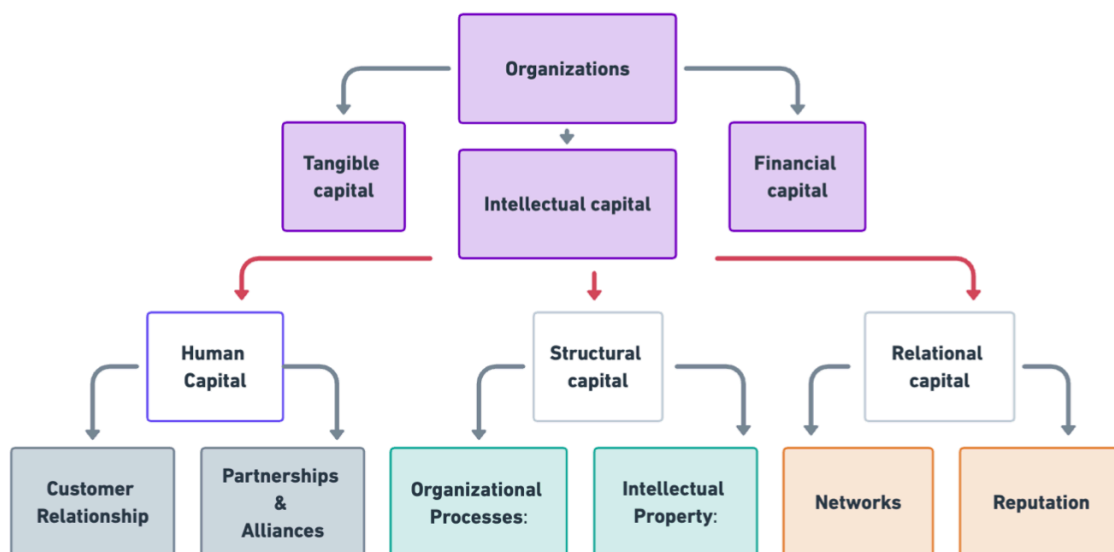 Organizations
Tangible
capital
Financial
capital
Intellectual capital
Human
Capital
Structural
capital
Relational
capital
Customer
Relationship
Partnerships
&
Alliances
Organizational
Processes:
Intellectual
Property:
Networks
Reputation